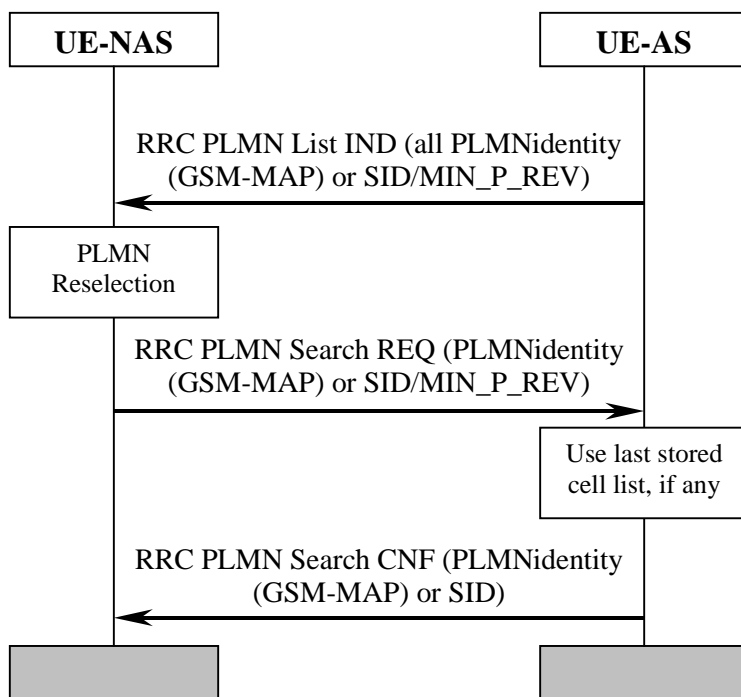 UE-NAS
UE-AS
RRC PLMN List IND (all PLMNidentity
(GSM-MAP) or SID/MIN_P_REV)
PLMN
Reselection
RRC PLMN Search REQ (PLMNidentity
(GSM-MAP) or SID/MIN_P_REV)
Use last stored
cell list, if any
RRC PLMN Search CNF (PLMNidentity
(GSM-MAP) or SID)